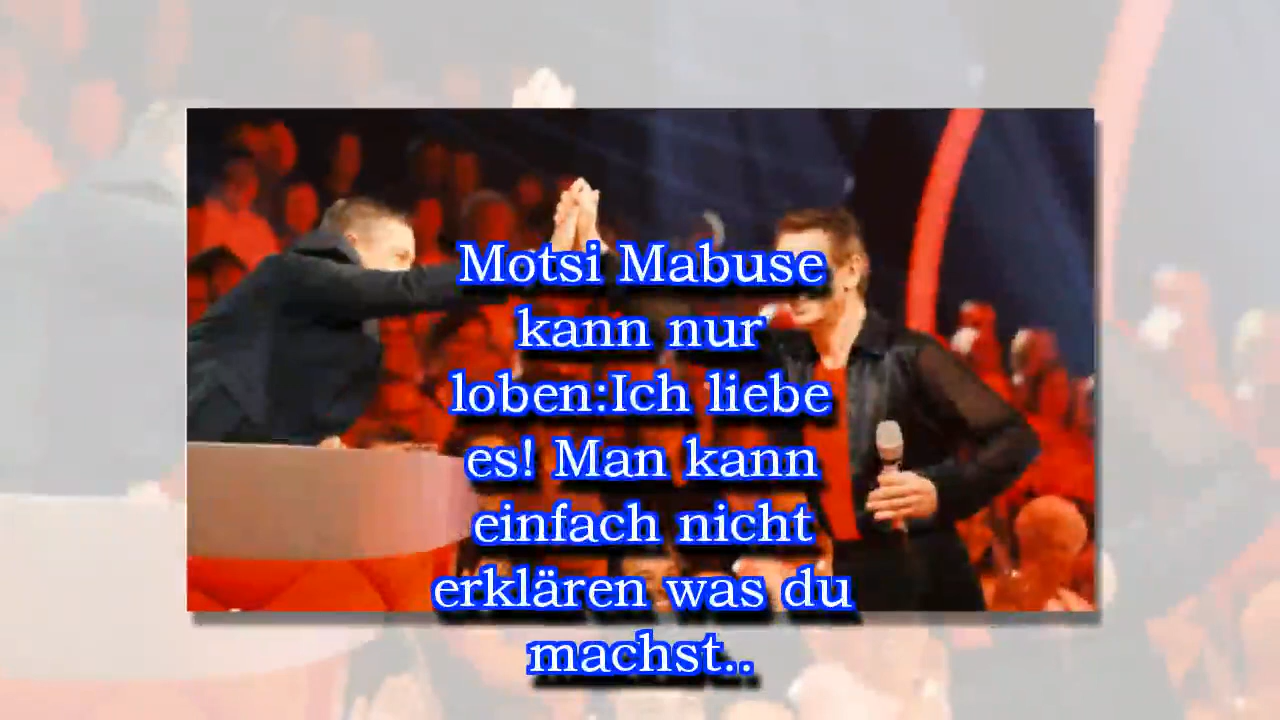 Motsi Mabuse
kann nur
loben:Ich liebe
es! Man kann
einfach nicht
erklären was du
machst..